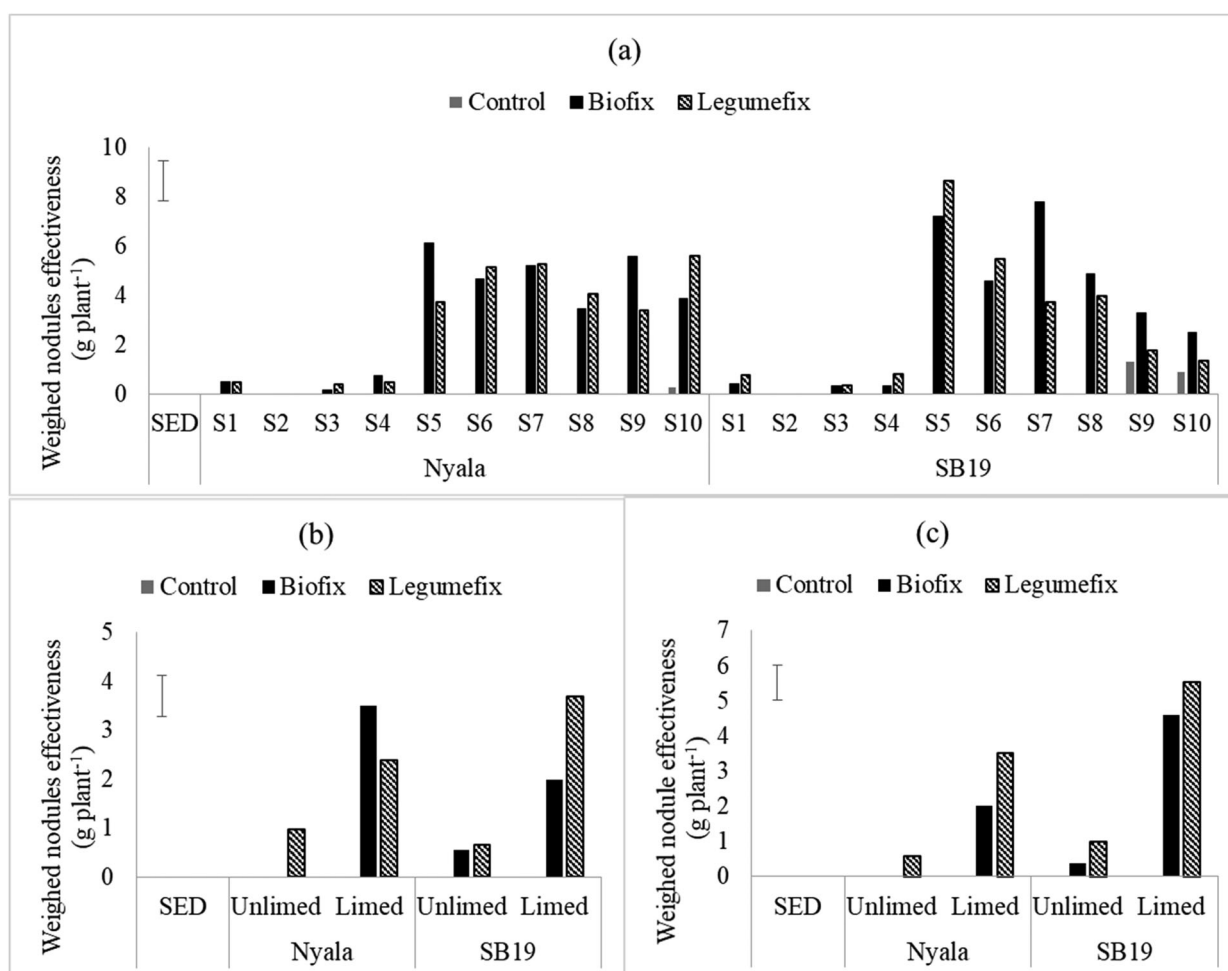 (a)
Control Biofix Legumefix
Weighed nodules effectiveness
(g plant-1)
10
8
6
4
2
0
SED S1 S2 S3 S4 S5 S6 S7 S8 S9 S10 S1 S2 S3 S4 S5 S6 S7 S8 S9 S10
Nyala SB19
(b)
Control Biofix Legumefix
Weighed nodules effectiveness
(g plant-1)
5
4
3
2
1
0
SED Unlimed Limed Unlimed Limed
Nyala SB19
(c)
Control Biofix Legumefix
Weighed nodule effectiveness
(g plant-1)
7
6
5
4
3
2
1
0
SED Unlimed Limed Unlimed Limed
Nyala SB19